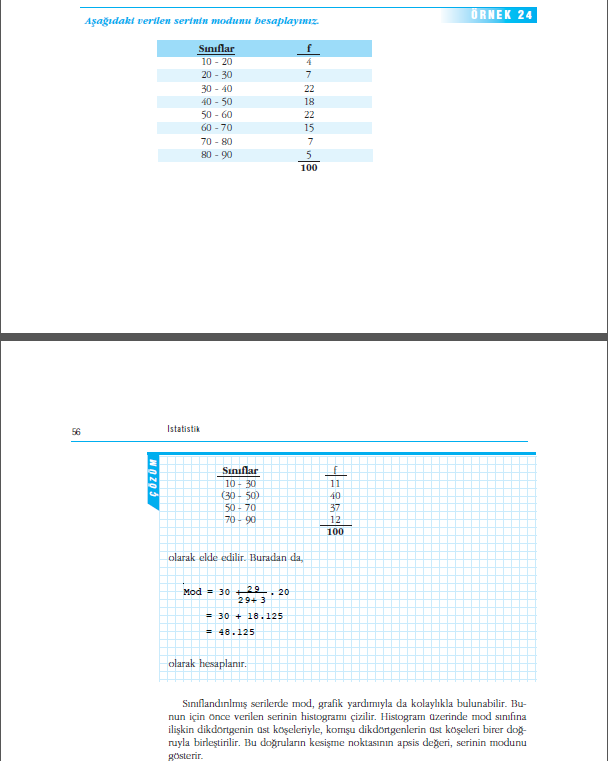 ÖRNEK 24
Aşağıdaki verilen serinin modunu hesaplayınız.
Sınıflar f
10 - 20 4
20 - 30 7
30 - 40 22
40 - 50 18
50 - 60 22
60 - 70 15
70 - 80 7
80 - 90 5
100
56 İstatistik
ÇÖZÜM
Sınıflar f
10 - 30 11
(30 - 50) 40
50 - 70 37
70 - 90 12
100
olarak elde edilir. Buradan da,
Mod = 30 + 29 . 20
29+ 3
= 30 + 18.125
= 48.125
olarak hesaplanır.
Sınıflandırılmış serilerde mod, grafik yardımıyla da kolaylıkla bulunabilir. Bu-
nun için önce verilen serinin histogramı çizilir. Histogram üzerinde mod sınıfına
ilişkin dikdörtgenin üst köşeleriyle, komşu dikdörtgenlerin üst köşeleri birer doğ-
ruyla birleştirilir. Bu doğruların kesişme noktasının apsis değeri, serinin modunu
gösterir.